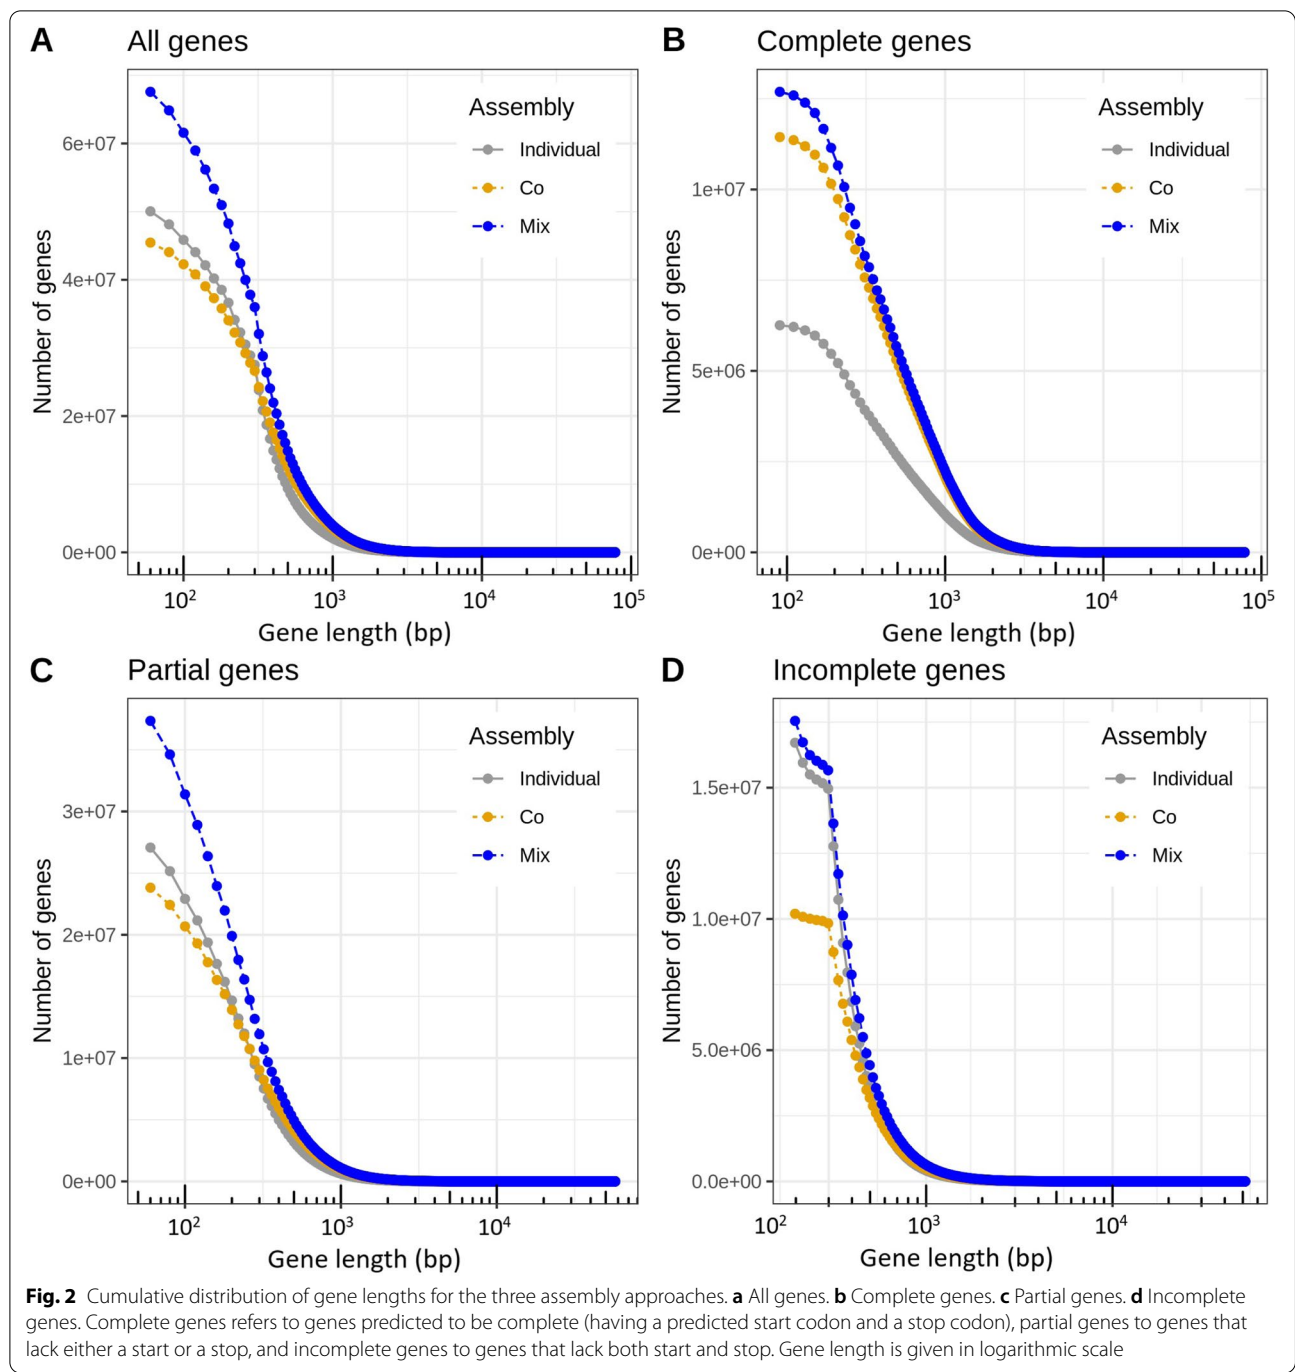 A All genes
Number of genes
6e+07
4e+07
2e+07
0e+00
Assembly
Individual
Co
Mix
10² 10³ 10⁴ 10⁵
Gene length (bp)
B Complete genes
Number of genes
1e+07
5e+06
0e+00
Assembly
Individual
Co
Mix
10² 10³ 10⁴ 10⁵
Gene length (bp)
C Partial genes
Number of genes
3e+07
2e+07
1e+07
0e+00
Assembly
Individual
Co
Mix
10² 10³ 10⁴
Gene length (bp)
D Incomplete genes
Number of genes
1.5e+07
1.0e+07
5.0e+06
0.0e+00
Assembly
Individual
Co
Mix
10² 10³ 10⁴
Gene length (bp)
Fig. 2 Cumulative distribution of gene lengths for the three assembly approaches. a All genes. b Complete genes. c Partial genes. d Incomplete
genes. Complete genes refers to genes predicted to be complete (having a predicted start codon and a stop codon), partial genes to genes that
lack either a start or a stop, and incomplete genes to genes that lack both start and stop. Gene length is given in logarithmic scale